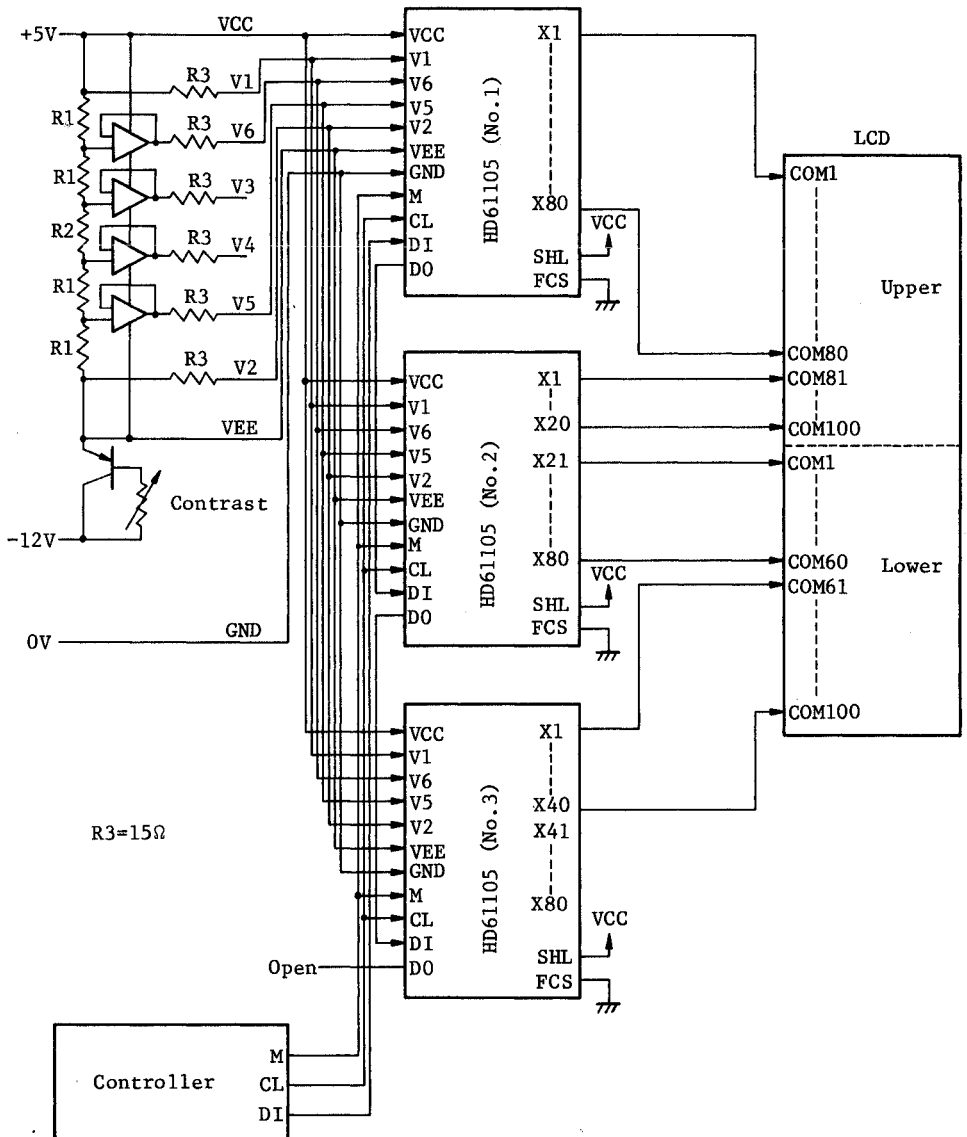 +5V
VCC
R3 V1
R1
R3 V6
R1
R3 V3
R2
R3 V4
R1
R3 V5
R1
R3 V2
VEE
Contrast
-12V
0V
GND
R3=15Ω
VCC
V1
V6
V5
V2
VEE
GND
M
CL
DI
DO
HD61105 (No.1)
X1
X80
VCC
SHL
FCS
VCC
V1
V6
V5
V2
VEE
GND
M
CL
DI
DO
HD61105 (No.2)
X1
X20
X21
X80
VCC
SHL
FCS
VCC
V1
V6
V5
V2
VEE
GND
M
CL
DI
DO
Open
HD61105 (No.3)
X1
X40
X41
X80
VCC
SHL
FCS
LCD
COM1
Upper
COM80
COM81
COM100
COM1
COM60
COM61
Lower
COM100
Controller
M
CL
DI